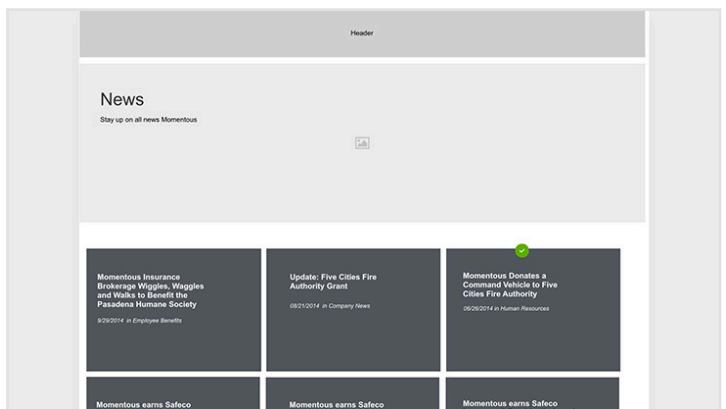 Header
News
Stay up on all news Momentous
Momentous Insurance
Brokerage Wiggles, Waggles
and Walks to Benefit the
Pasadena Humane Society
9/29/2014 in Employee Benefits
Update: Five Cities Fire
Authority Grant
08/21/2014 in Company News
Momentous Donates a
Command Vehicle to Five
Cities Fire Authority
06/26/2014 in Human Resources
Momentous earns Safeco
Momentous earns Safeco
Momentous earns Safeco